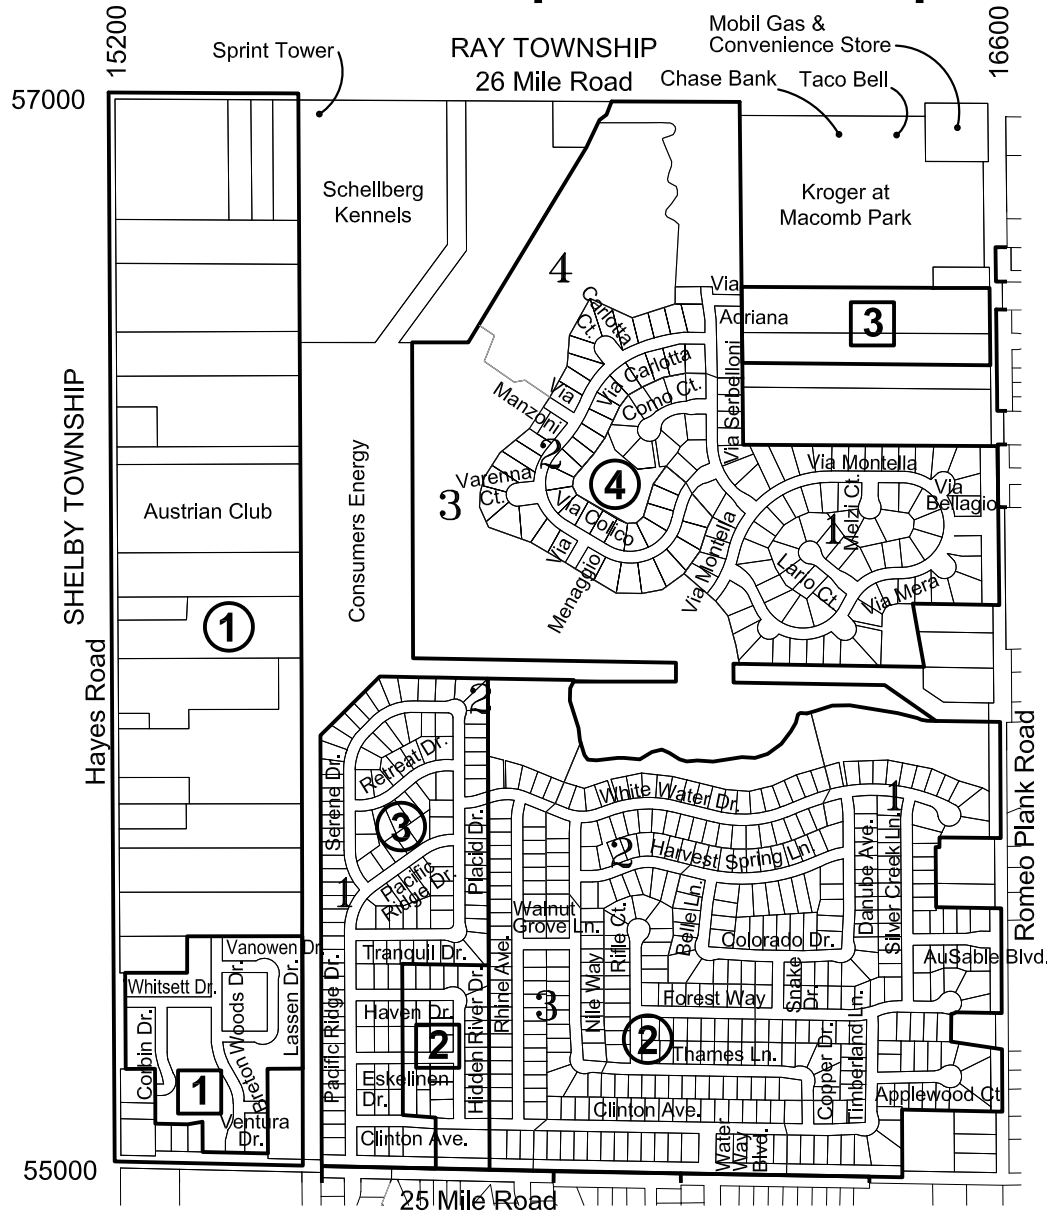 15200
16600
Sprint Tower
RAY TOWNSHIP
26 Mile Road
Mobil Gas &
Convenience Store
Chase Bank
Taco Bell
57000
Schellberg
Kennels
Kroger at
Macomb Park
4
Carlotta
Ct.
Via
Adriana
3
SHELBY TOWNSHIP
Hayes Road
Via Carlotta
Como Ct.
Via Serbelloni
Via
Manzoni
2
Varenna
Ct.
3
4
Via Collico
Via
Menaggio
Via Montella
Via Montella
Melzi Ct.
1
Via
Bellagio
Larlo Ct.
Via Mera
Austrian Club
Consumers Energy
1
2
Retreat Dr.
Serene Dr.
3
Placid Dr.
Pacific
Ridge Dr.
1
Tranquil Dr.
White Water Dr.
1
2
Harvest Spring Ln.
Danube Ave.
Silver Creek Ln.
Romeo Plank Road
Walnut
Grove Ln.
Rifle Ct.
Belle Ln.
Colorado Dr.
AuSable Blvd.
Vanowen Dr.
Whitsett Dr.
Breton Woods Dr.
Lassen Dr.
Corbin Dr.
1
Ventura
Dr.
Pacific Ridge Dr.
Haven Dr.
2
Hidden River Dr.
Rhine Ave.
3
Nile Way
Forest Way
Snake
Dr.
2
Thames Ln.
Copper Dr.
Timberland Ln.
Eskelinen
Dr.
Clinton Ave.
Clinton Ave.
Water
Way
Blvd.
Applewood Ct.
55000
25 Mile Road